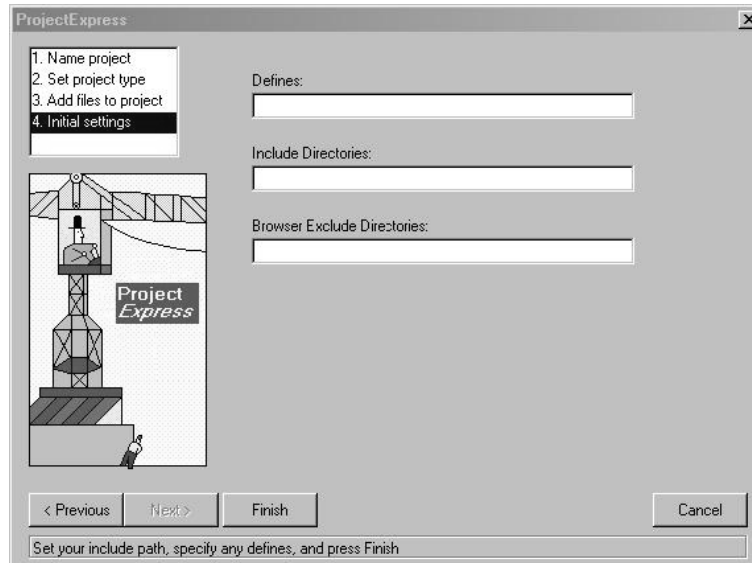 ProjectExpress
1. Name project
2. Set project type
3. Add files to project
4. Initial settings
Defines:
Include Directories:
Browser Exclude Directories:
Project
Express
< Previous
Next >
Finish
Cancel
Set your include path, specify any defines, and press Finish